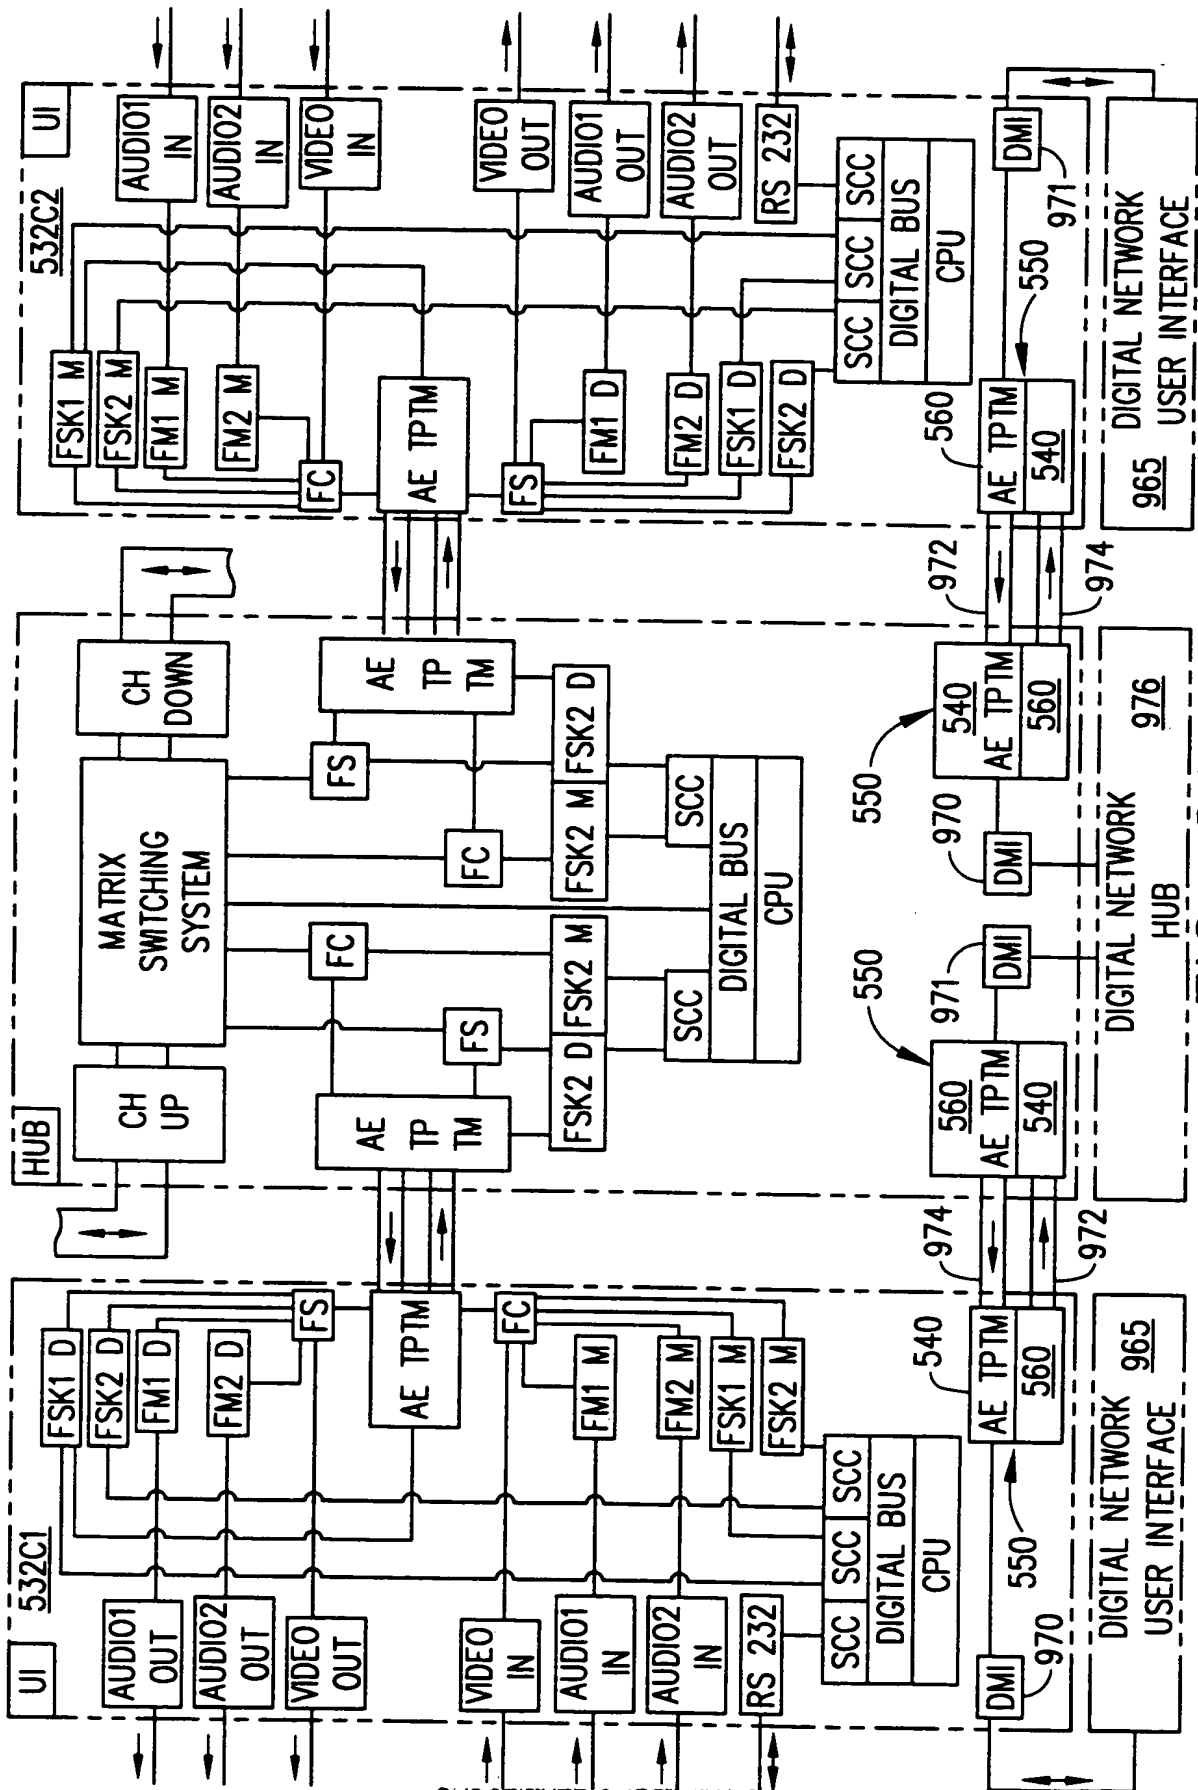 UI
532C1
AUDIO1
OUT
AUDIO2
OUT
VIDEO
OUT
VIDEO
IN
AUDIO1
IN
AUDIO2
IN
RS 232
FSK1 D
FSK2 D
FM1 D
FM2 D
FS
AE TPTM
FC
FM1 M
FM2 M
FSK1 M
FSK2 M
SCC
SCC
SCC
DIGITAL BUS
CPU
DMI
970
550
540
AE TPTM
560
974
972
DIGITAL NETWORK
USER INTERFACE
965
HUB
CH
UP
MATRIX
SWITCHING
SYSTEM
CH
DOWN
FC
FS
FS
FC
AE
TP
TM
AE
TP
TM
FSK2 D
FSK2 M
FSK2 M
FSK2 D
SCC
SCC
DIGITAL BUS
CPU
550
560
AE TPTM
540
971
DMI
970
DMI
550
540
AE TPTM
560
DIGITAL NETWORK
HUB
976
532C2
UI
FSK1 M
FSK2 M
FM1 M
FM2 M
FC
AE TPTM
FS
FM1 D
FM2 D
FSK1 D
FSK2 D
AUDIO1
IN
AUDIO2
IN
VIDEO
IN
VIDEO
OUT
AUDIO1
OUT
AUDIO2
OUT
RS 232
SCC
SCC
SCC
DIGITAL BUS
CPU
972
974
560
AE TPTM
540
550
DMI
971
965
DIGITAL NETWORK
USER INTERFACE